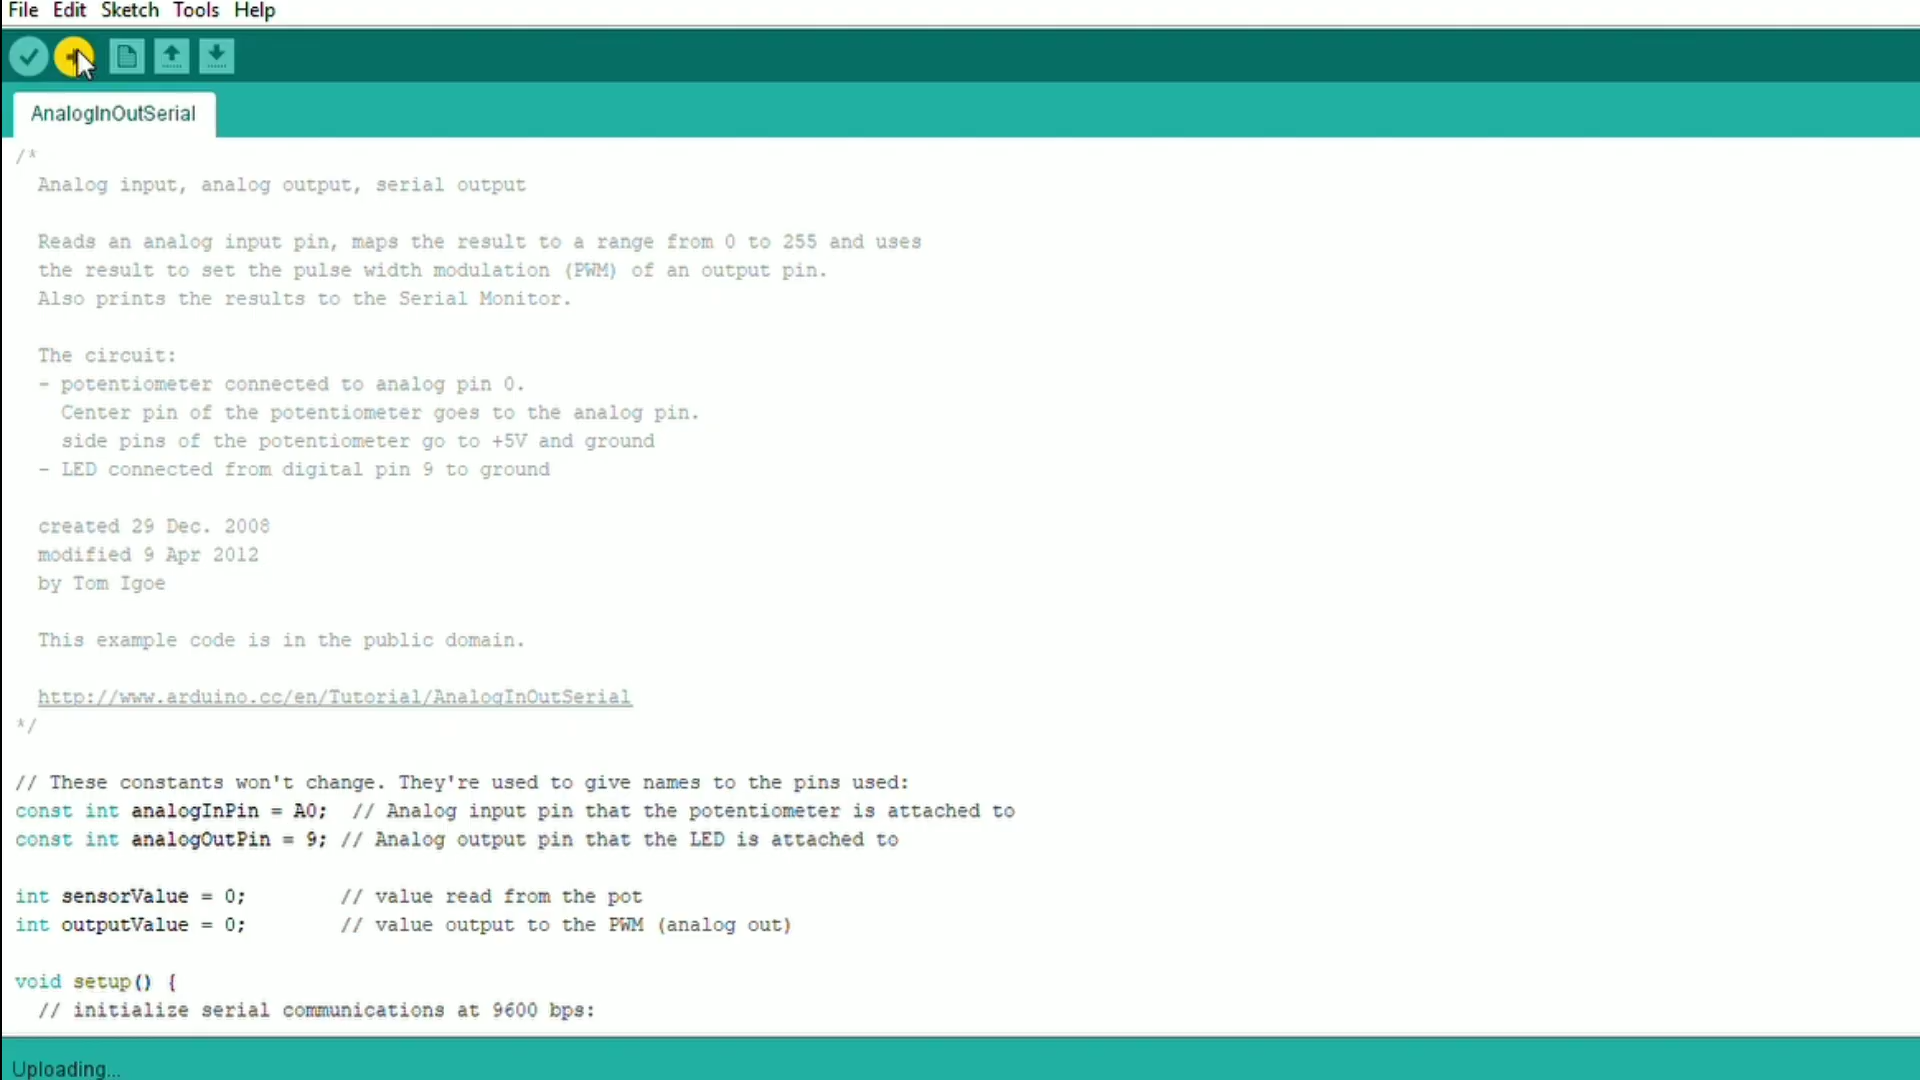 File Edit Sketch Tools Help
AnalogInOutSerial
/*
Analog input, analog output, serial output
Reads an analog input pin, maps the result to a range from 0 to 255 and uses
the result to set the pulse width modulation (PWM) of an output pin.
Also prints the results to the Serial Monitor.
The circuit:
- potentiometer connected to analog pin 0.
Center pin of the potentiometer goes to the analog pin.
side pins of the potentiometer go to +5V and ground
- LED connected from digital pin 9 to ground
created 29 Dec. 2008
modified 9 Apr 2012
by Tom Igoe
This example code is in the public domain.
http://www.arduino.cc/en/Tutorial/AnalogInOutSerial
*/
// These constants won't change. They're used to give names to the pins used:
const int analogInPin = A0;  // Analog input pin that the potentiometer is attached to
const int analogOutPin = 9; // Analog output pin that the LED is attached to
int sensorValue = 0;        // value read from the pot
int outputValue = 0;        // value output to the PWM (analog out)
void setup() {
// initialize serial communications at 9600 bps:
Uploading...